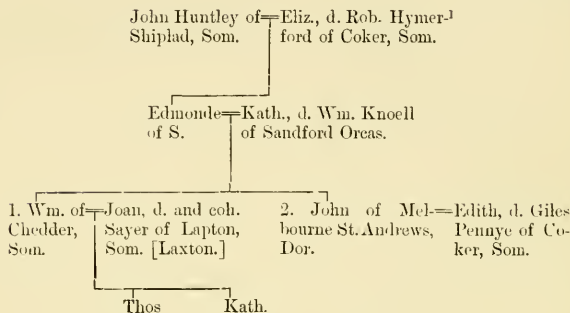 John Huntley of Eliz., d. Rob. Hymer-¹
Shiplad, Som. ford of Coker, Som.
Edmonde Kath., d. Wm. Knoell
of S. of Sandford Orcas.
1. Wm. of Joan, d. and coh. 2. John of Mel- Edith, d. Giles
Chedder, Sayer of Lapton, bourne St. Andrews, Pennye of Co-
Som. Som. [Laxton.] Dor. ker, Som.
Thos Kath.